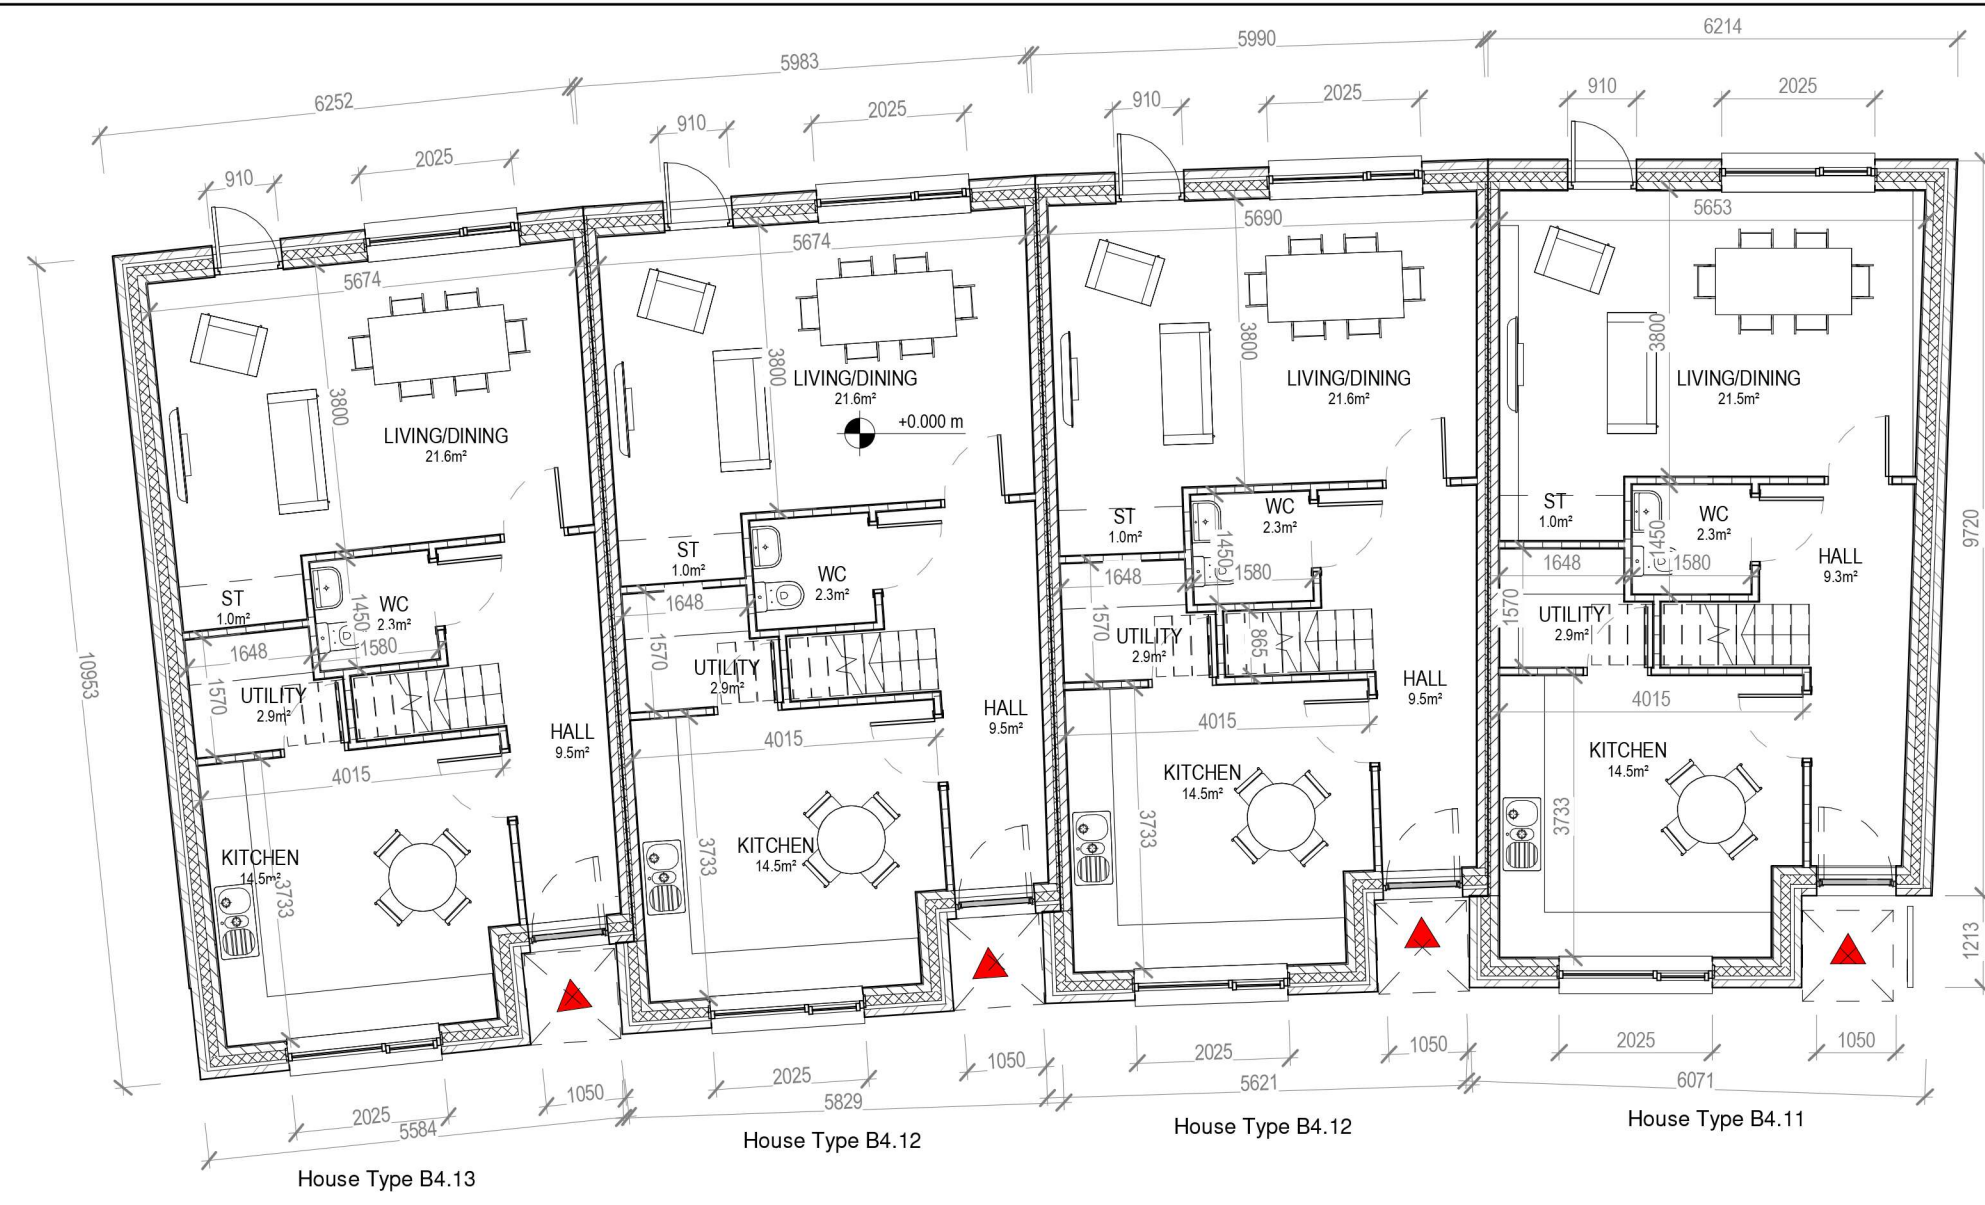 6252
5983
5990
6214
910
2025
910
2025
910
2025
910
2025
5674
5674
5690
5653
3800
3800
3800
3800
LIVING/DINING
21.6m²
LIVING/DINING
21.6m²
+0.000 m
LIVING/DINING
21.6m²
LIVING/DINING
21.5m²
ST
1.0m²
WC
2.3m²
1450
1580
1648
1570
UTILITY
2.9m²
HALL
9.5m²
4015
KITCHEN
14.5m²
3733
10953
ST
1.0m²
WC
2.3m²
1648
1570
UTILITY
2.9m²
HALL
9.5m²
4015
KITCHEN
14.5m²
3733
ST
1.0m²
WC
2.3m²
1450
1580
1648
1570
UTILITY
2.9m²
865
HALL
9.5m²
4015
KITCHEN
14.5m²
3733
ST
1.0m²
WC
2.3m²
1450
1580
1648
1570
UTILITY
2.9m²
HALL
9.3m²
4015
KITCHEN
14.5m²
3733
9720
1213
2025
1050
5584
2025
1050
5829
2025
1050
5621
2025
1050
6071
House Type B4.13
House Type B4.12
House Type B4.12
House Type B4.11